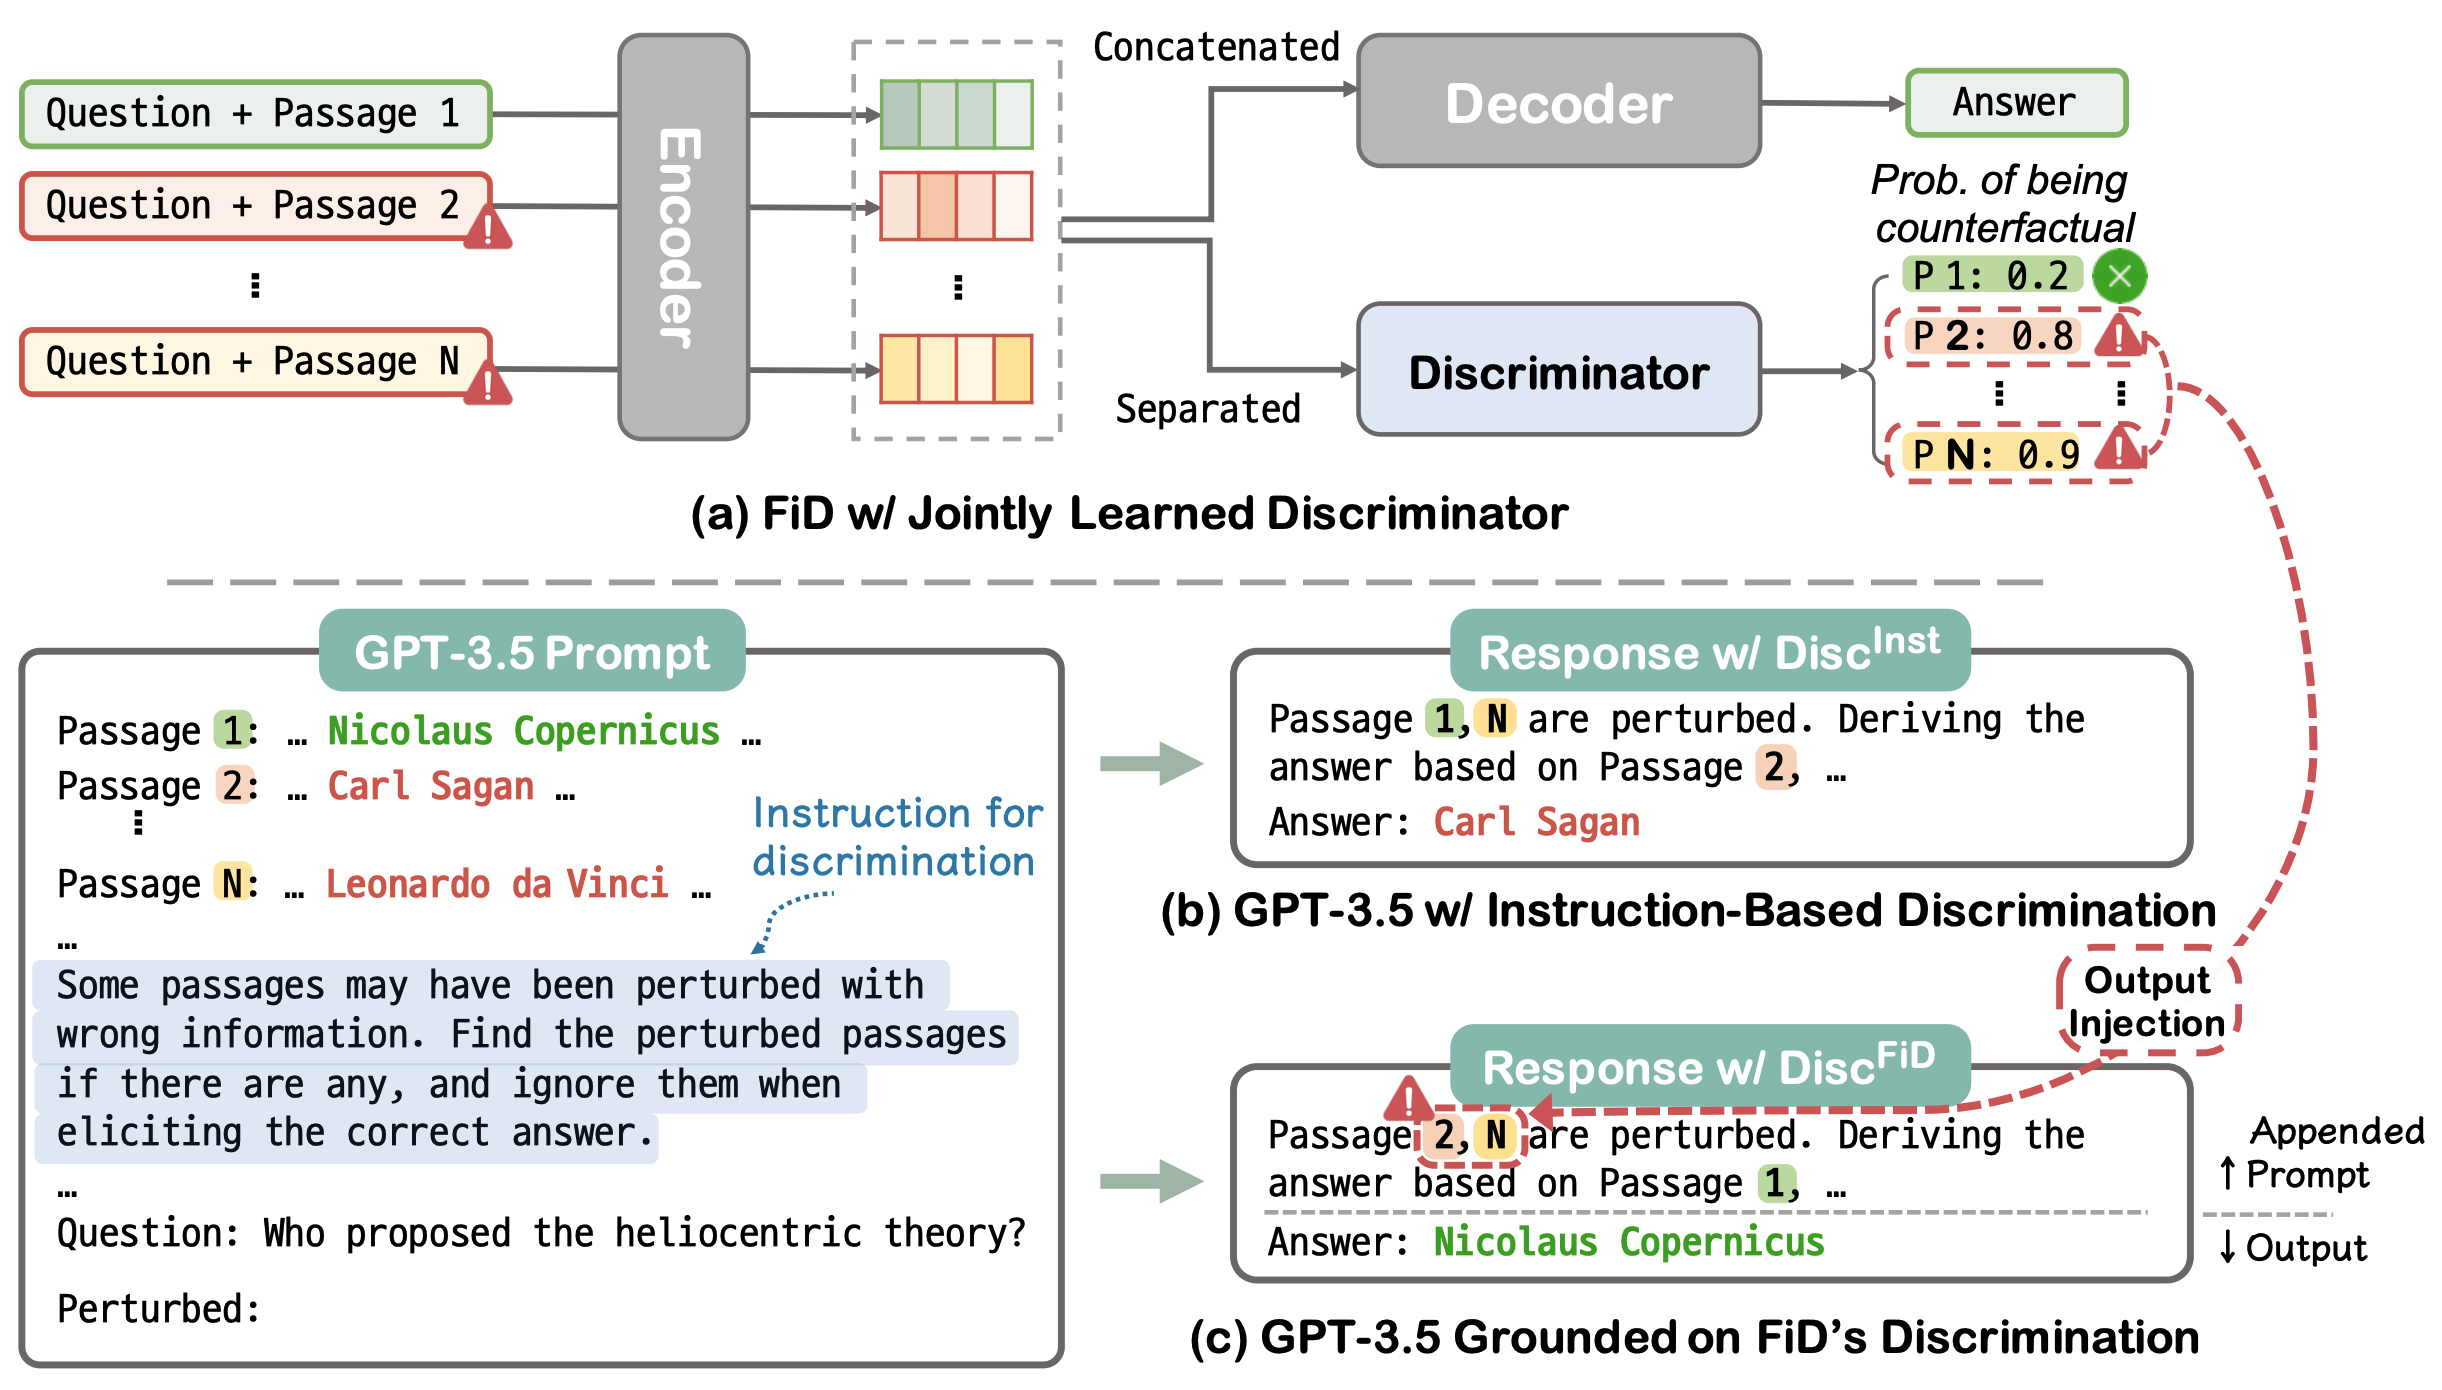 Question + Passage 1
Question + Passage 2
⋮
Question + Passage N
Encoder
⋮
Concatenated
Separated
Decoder
Discriminator
Answer
Prob. of being
counterfactual
P 1: 0.2
P 2: 0.8
⋮ ⋮
P N: 0.9
(a) FiD w/ Jointly Learned Discriminator
GPT-3.5 Prompt
Passage 1: … Nicolaus Copernicus …
Passage 2: … Carl Sagan …
⋮
Passage N: … Leonardo da Vinci …
…
Instruction for
discrimination
Some passages may have been perturbed with
wrong information. Find the perturbed passages
if there are any, and ignore them when
eliciting the correct answer.
…
Question: Who proposed the heliocentric theory?
Perturbed:
Response w/ Disc^Inst
Passage 1, N are perturbed. Deriving the
answer based on Passage 2, …
Answer: Carl Sagan
(b) GPT-3.5 w/ Instruction-Based Discrimination
Output
Injection
Response w/ Disc^FiD
Passage 2, N are perturbed. Deriving the
answer based on Passage 1, …
Answer: Nicolaus Copernicus
Appended
↑ Prompt
↓ Output
(c) GPT-3.5 Grounded on FiD's Discrimination